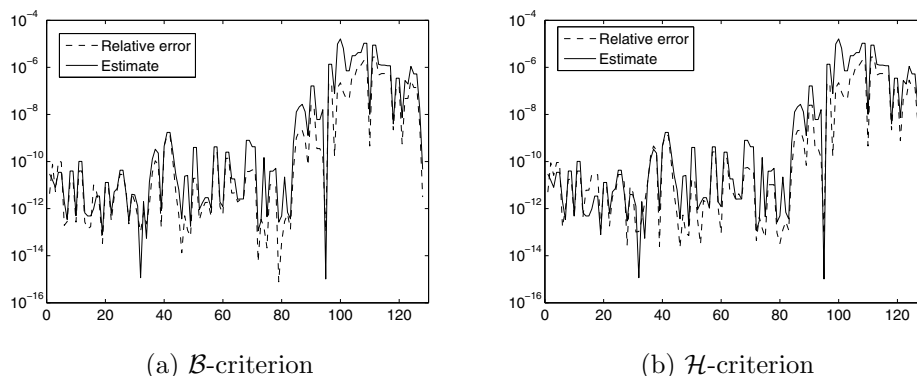 10⁻⁴
10⁻⁶
10⁻⁸
10⁻¹⁰
10⁻¹²
10⁻¹⁴
10⁻¹⁶
Relative error
Estimate
0 20 40 60 80 100 120
(a) ℬ-criterion
10⁻⁴
10⁻⁶
10⁻⁸
10⁻¹⁰
10⁻¹²
10⁻¹⁴
10⁻¹⁶
Relative error
Estimate
0 20 40 60 80 100 120
(b) ℋ-criterion